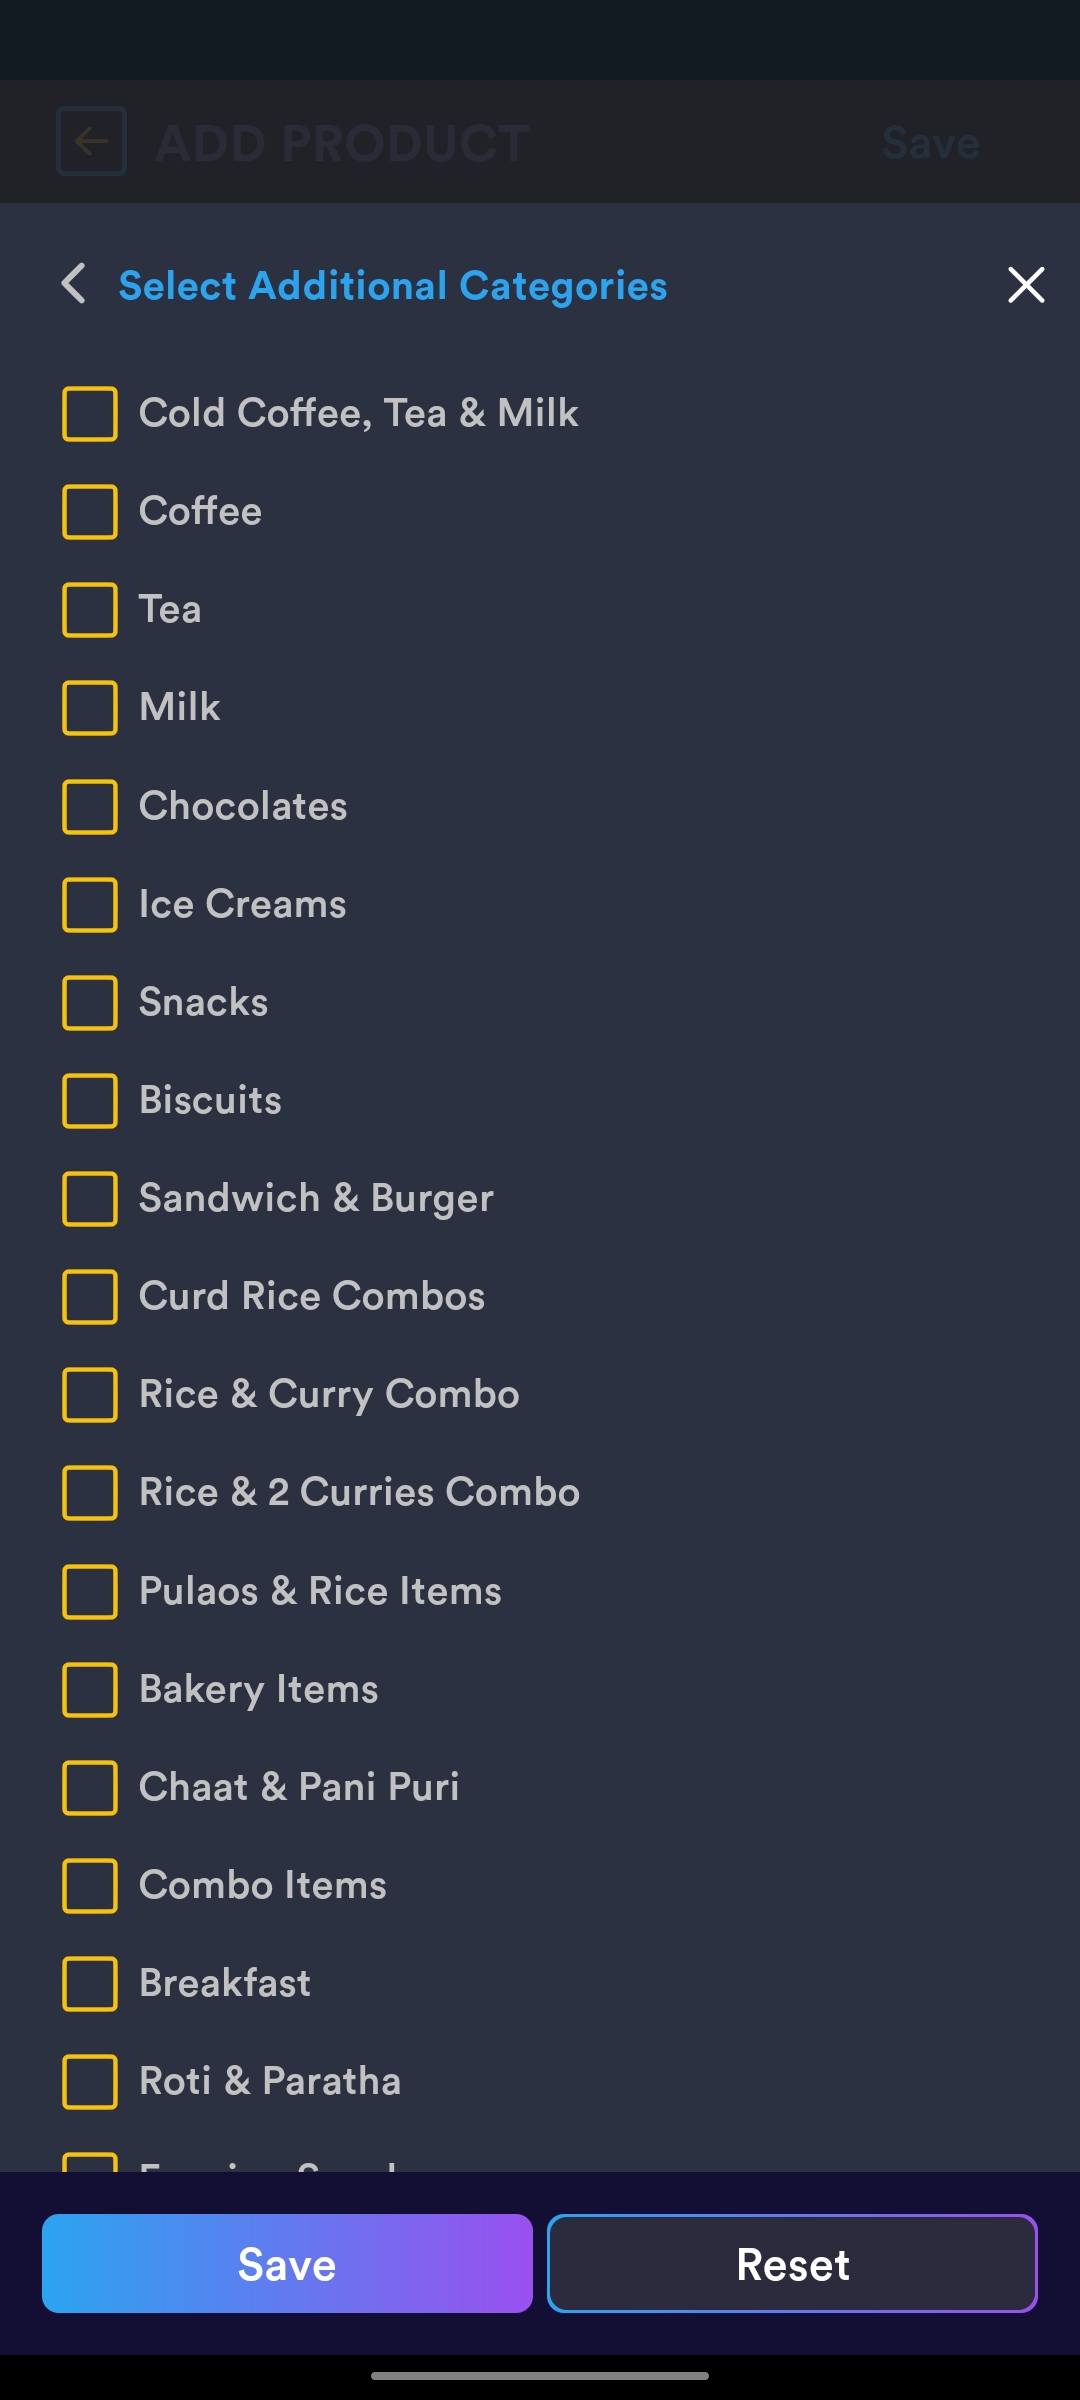 ADD PRODUCT
Save
Select Additional Categories
Cold Coffee, Tea & Milk
Coffee
Tea
Milk
Chocolates
Ice Creams
Snacks
Biscuits
Sandwich & Burger
Curd Rice Combos
Rice & Curry Combo
Rice & 2 Curries Combo
Pulaos & Rice Items
Bakery Items
Chaat & Pani Puri
Combo Items
Breakfast
Roti & Paratha
Save
Reset